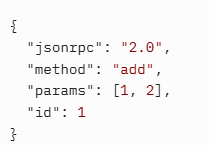 {
  "jsonrpc": "2.0",
  "method": "add",
  "params": [1, 2],
  "id": 1
}